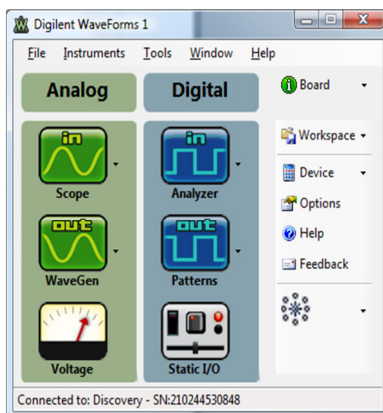 Digilent WaveForms 1
File Instruments Tools Window Help
Analog
Digital
Board
in
Scope
in
Analyzer
Workspace
Device
Options
Help
Feedback
out
WaveGen
out
Patterns
Voltage
Static I/O
Connected to: Discovery - SN:210244530848